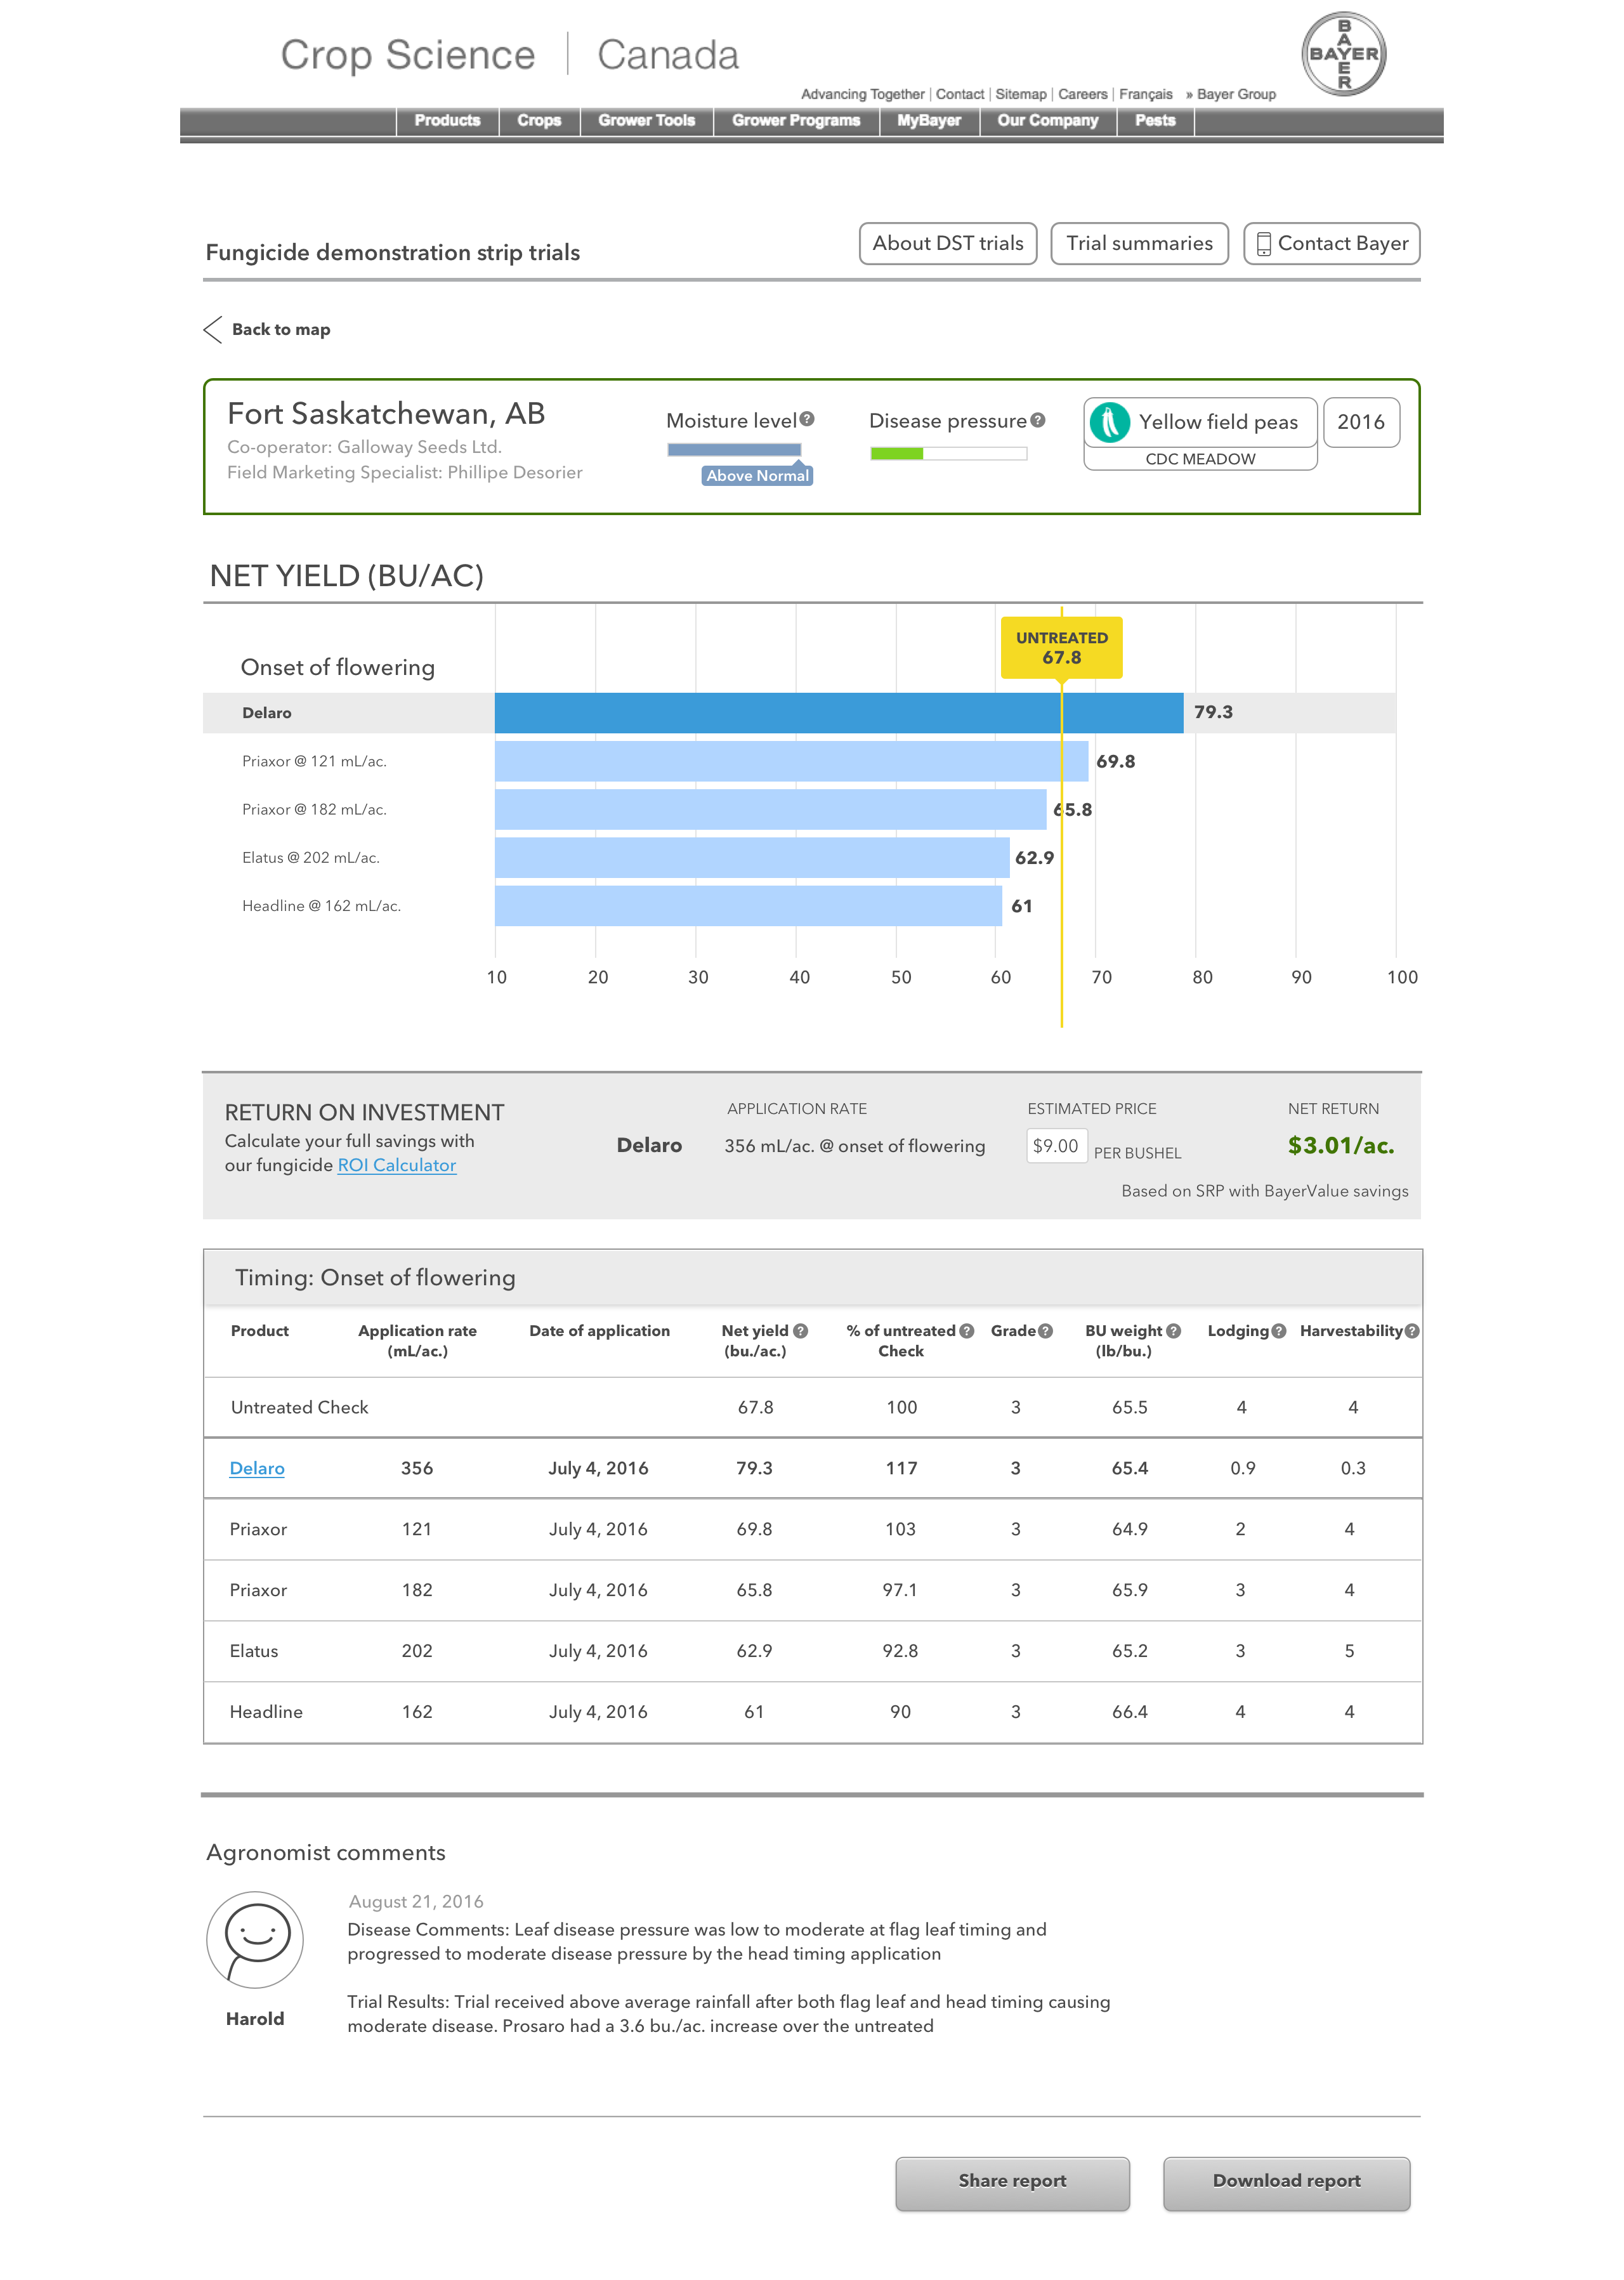 Crop Science | Canada
BAYER
BAYER
Advancing Together | Contact | Sitemap | Careers | Français » Bayer Group
Products Crops Grower Tools Grower Programs MyBayer Our Company Pests
Fungicide demonstration strip trials
About DST trials Trial summaries Contact Bayer
Back to map
Fort Saskatchewan, AB
Co-operator: Galloway Seeds Ltd.
Field Marketing Specialist: Phillipe Desorier
Moisture level ?
Above Normal
Disease pressure ?
Yellow field peas
CDC MEADOW
2016
NET YIELD (BU/AC)
UNTREATED
67.8
Onset of flowering
Delaro 79.3
Priaxor @ 121 mL/ac. 69.8
Priaxor @ 182 mL/ac. 65.8
Elatus @ 202 mL/ac. 62.9
Headline @ 162 mL/ac. 61
10 20 30 40 50 60 70 80 90 100
RETURN ON INVESTMENT
Calculate your full savings with
our fungicide ROI Calculator
APPLICATION RATE ESTIMATED PRICE NET RETURN
Delaro 356 mL/ac. @ onset of flowering $9.00 PER BUSHEL $3.01/ac.
Based on SRP with BayerValue savings
Timing: Onset of flowering
Product Application rate Date of application Net yield ? % of untreated ? Grade ? BU weight ? Lodging ? Harvestability ?
(mL/ac.) (bu./ac.) Check (lb/bu.)
Untreated Check 67.8 100 3 65.5 4 4
Delaro 356 July 4, 2016 79.3 117 3 65.4 0.9 0.3
Priaxor 121 July 4, 2016 69.8 103 3 64.9 2 4
Priaxor 182 July 4, 2016 65.8 97.1 3 65.9 3 4
Elatus 202 July 4, 2016 62.9 92.8 3 65.2 3 5
Headline 162 July 4, 2016 61 90 3 66.4 4 4
Agronomist comments
August 21, 2016
Disease Comments: Leaf disease pressure was low to moderate at flag leaf timing and
progressed to moderate disease pressure by the head timing application
Trial Results: Trial received above average rainfall after both flag leaf and head timing causing
moderate disease. Prosaro had a 3.6 bu./ac. increase over the untreated
Harold
Share report Download report